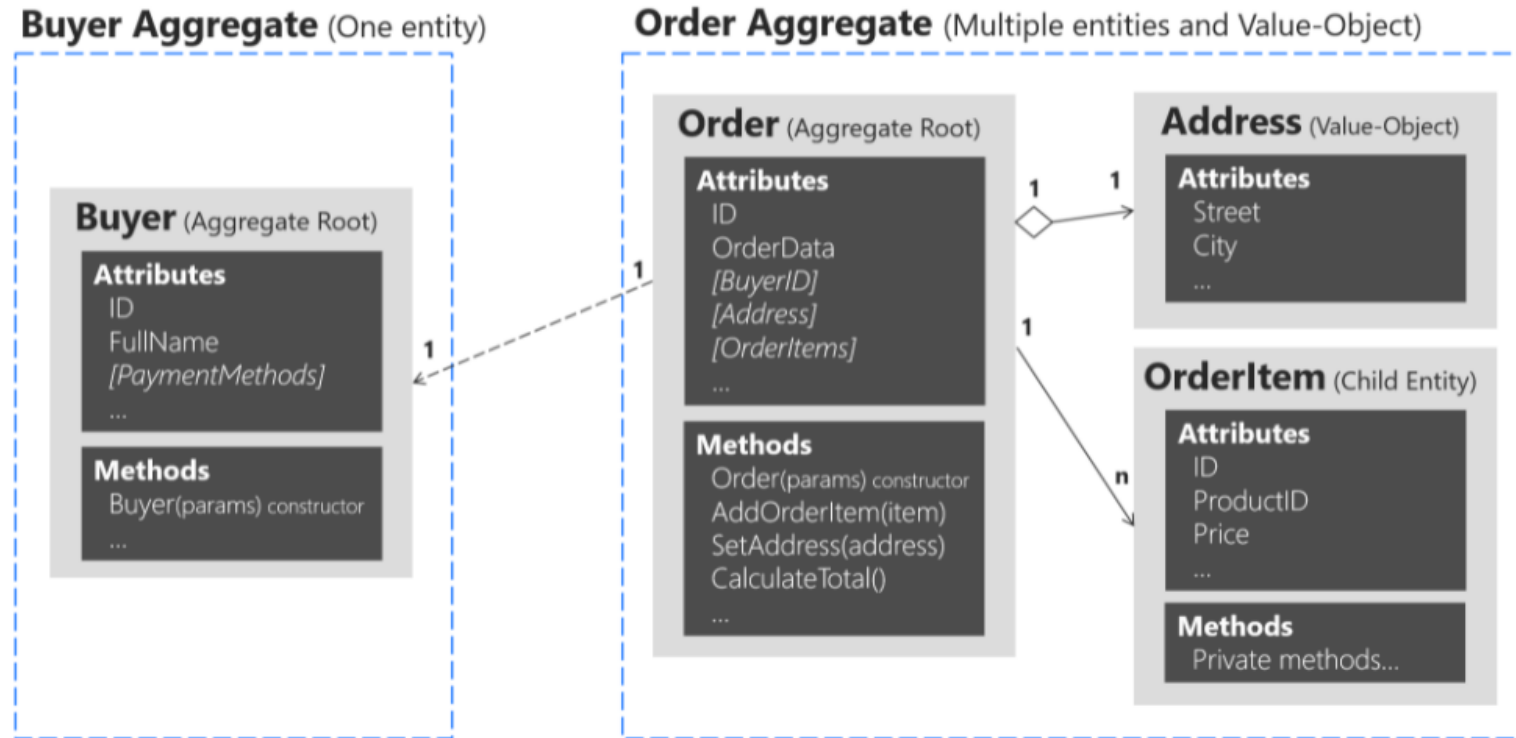 Buyer Aggregate (One entity)
Buyer (Aggregate Root)
Attributes
ID
FullName
[PaymentMethods]
...
Methods
Buyer(params) constructor
...
1
1
Order Aggregate (Multiple entities and Value-Object)
Order (Aggregate Root)
Attributes
ID
OrderData
[BuyerID]
[Address]
[OrderItems]
...
Methods
Order(params) constructor
AddOrderItem(item)
SetAddress(address)
CalculateTotal()
...
1
1
1
n
Address (Value-Object)
Attributes
Street
City
...
OrderItem (Child Entity)
Attributes
ID
ProductID
Price
...
Methods
Private methods...